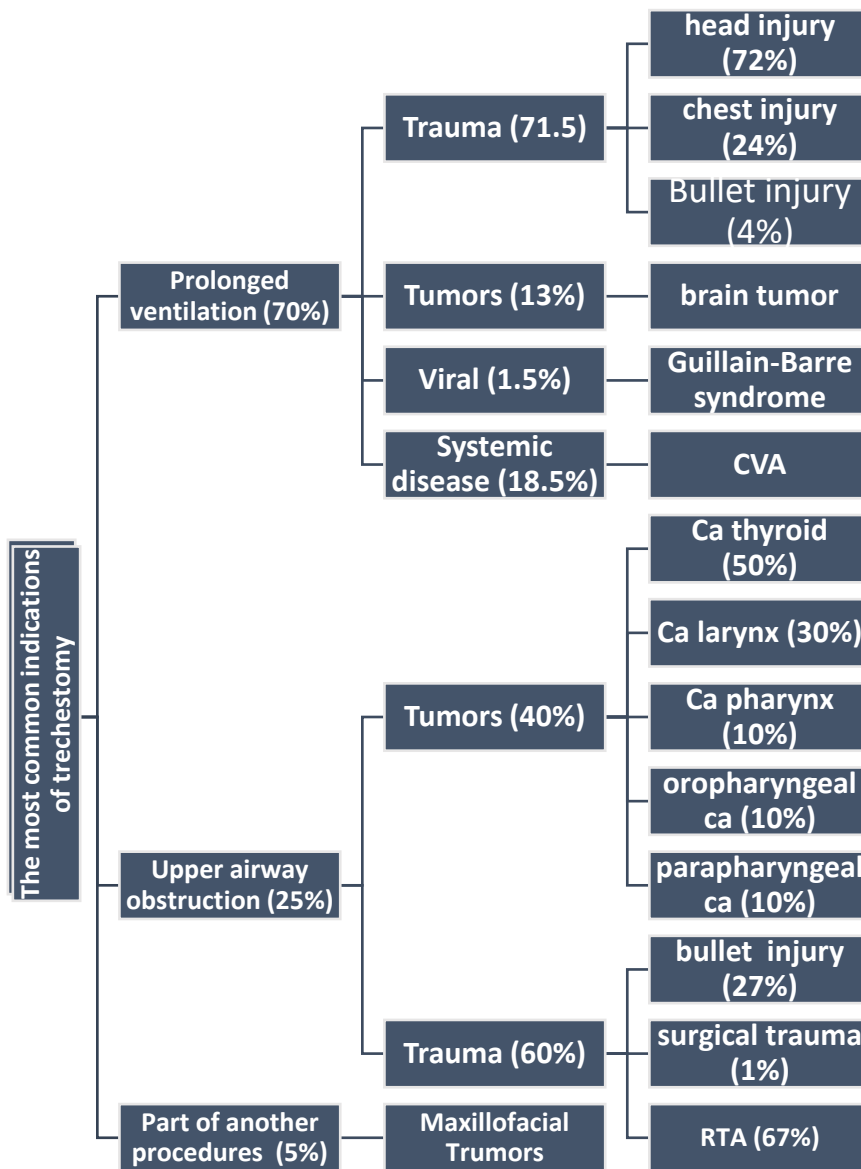 The most common indications
of trechestomy
Prolonged
ventilation (70%)
Trauma (71.5)
head injury
(72%)
chest injury
(24%)
Bullet injury
(4%)
Tumors (13%)
brain tumor
Viral (1.5%)
Guillain-Barre
syndrome
Systemic
disease (18.5%)
CVA
Upper airway
obstruction (25%)
Tumors (40%)
Ca thyroid
(50%)
Ca larynx (30%)
Ca pharynx
(10%)
oropharyngeal
ca (10%)
parapharyngeal
ca (10%)
Trauma (60%)
bullet injury
(27%)
surgical trauma
(1%)
RTA (67%)
Part of another
procedures (5%)
Maxillofacial
Trumors